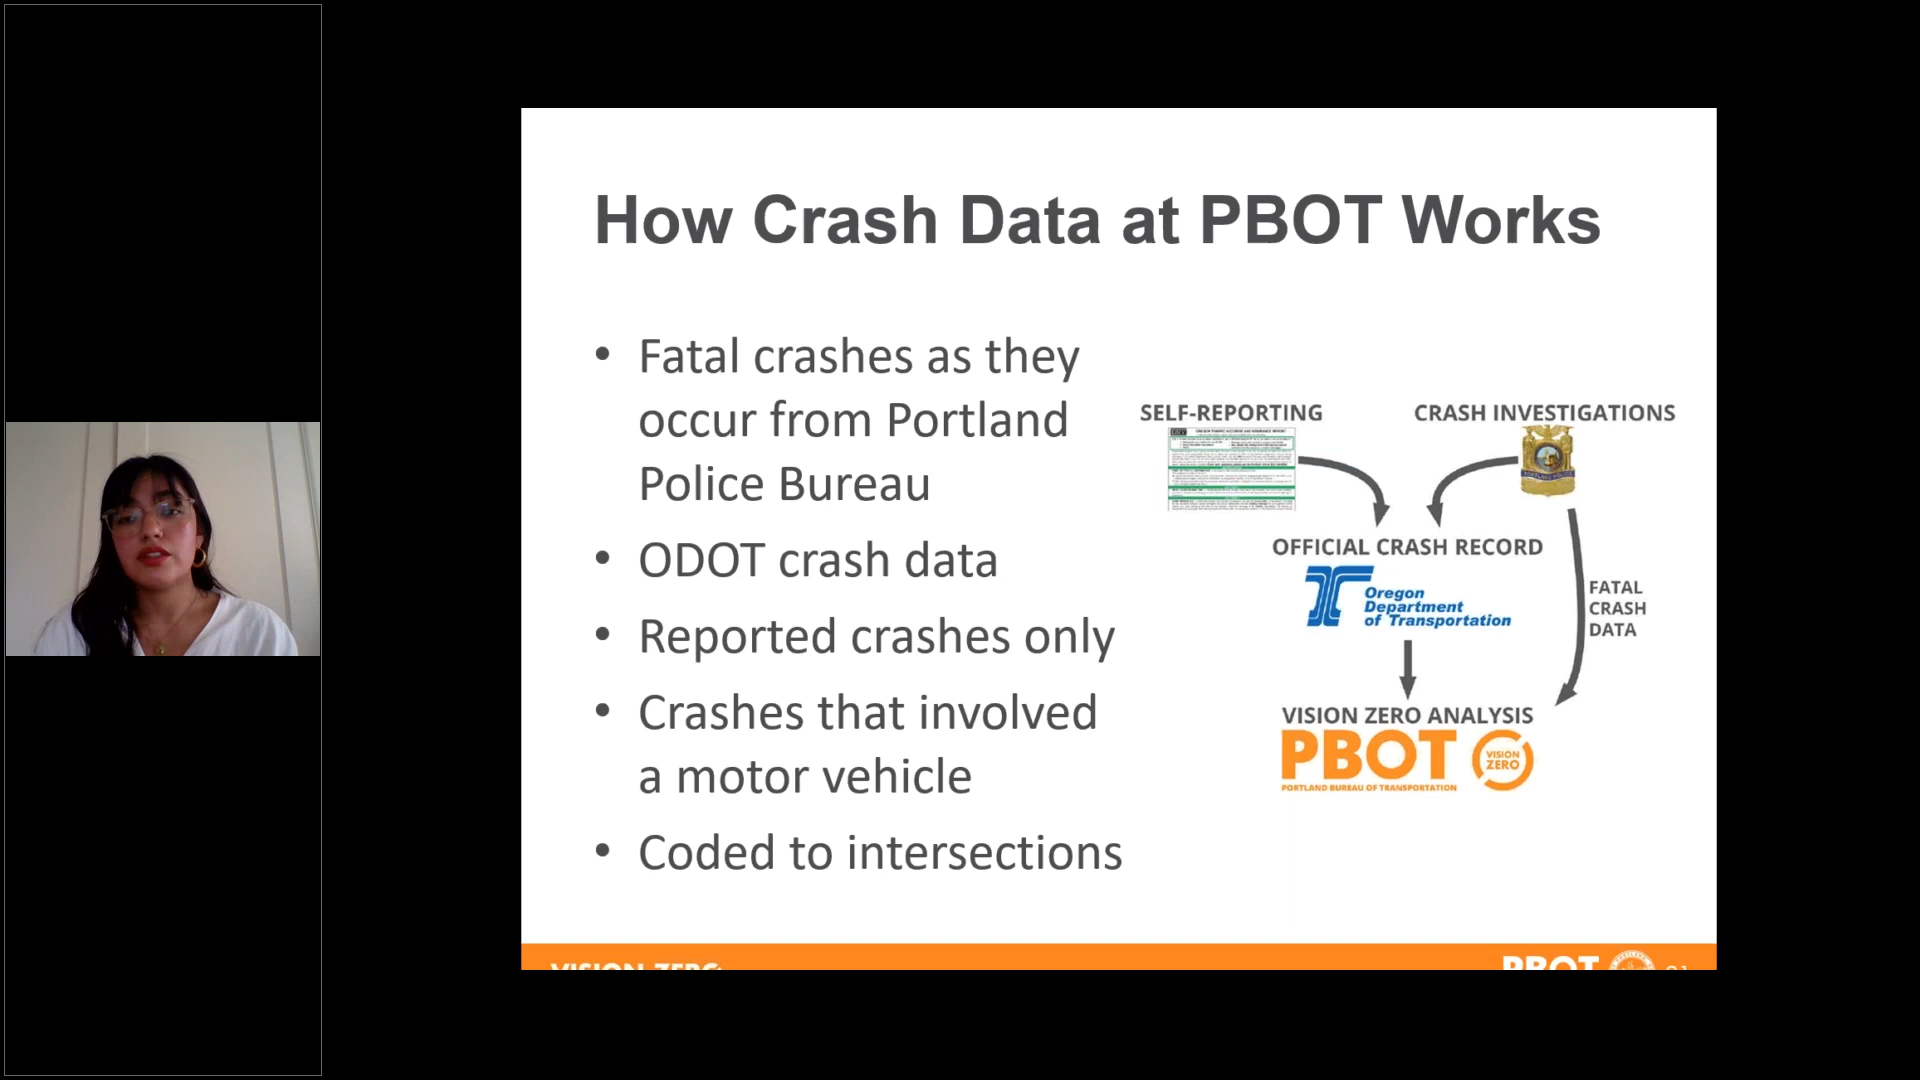 How Crash Data at PBOT Works
• Fatal crashes as they
occur from Portland
Police Bureau
• ODOT crash data
• Reported crashes only
• Crashes that involved
a motor vehicle
• Coded to intersections
SELF-REPORTING
CRASH INVESTIGATIONS
OFFICIAL CRASH RECORD
Oregon
Department
of Transportation
FATAL
CRASH
DATA
VISION ZERO ANALYSIS
PBOT
PORTLAND BUREAU OF TRANSPORTATION
VISION
ZERO
VISION ZERO
PBOT